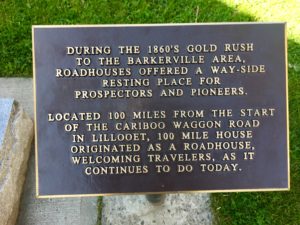 DURING THE 1860'S GOLD RUSH
TO THE BARKERVILLE AREA,
ROADHOUSES OFFERED A WAY-SIDE
RESTING PLACE FOR
PROSPECTORS AND PIONEERS.
LOCATED 100 MILES FROM THE START
OF THE CARIBOO WAGGON ROAD
IN LILLOOET, 100 MILE HOUSE
ORIGINATED AS A ROADHOUSE,
WELCOMING TRAVELERS, AS IT
CONTINUES TO DO TODAY.